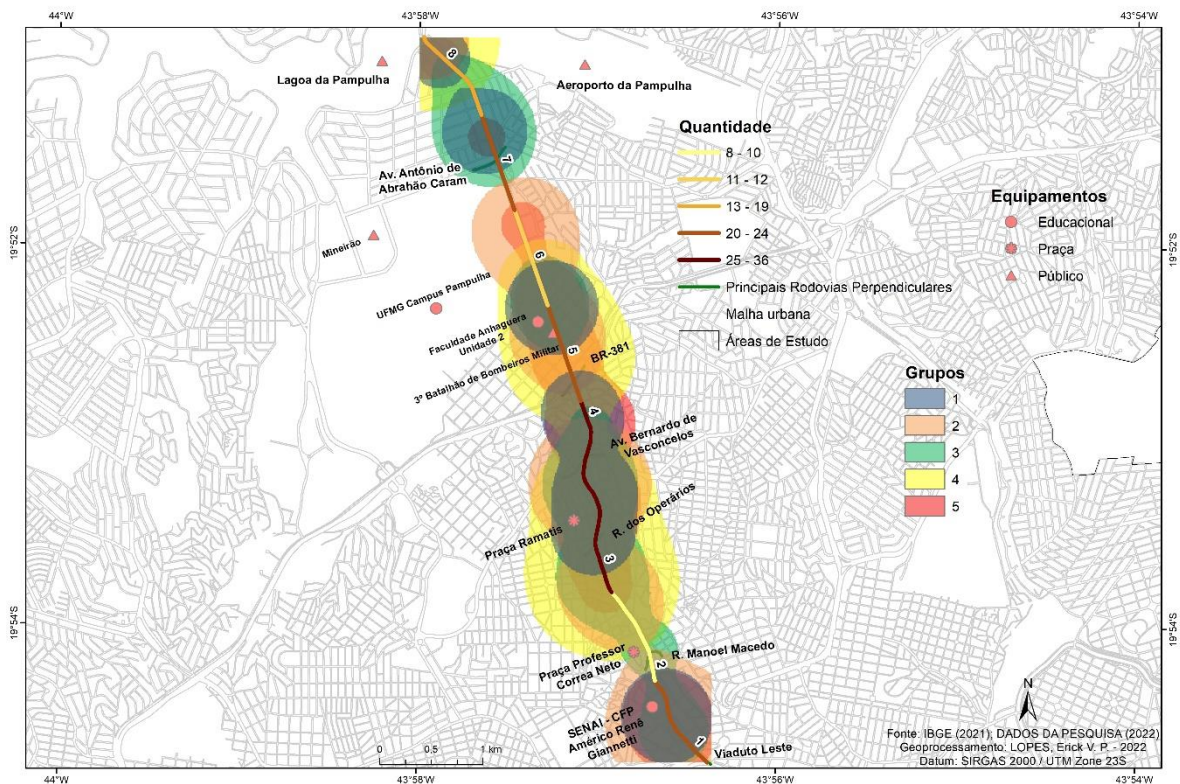 44°W
43°58'W
43°56'W
43°54'W
8
Lagoa da Pampulha
Aeroporto da Pampulha
Quantidade
8 - 10
11 - 12
13 - 19
20 - 24
25 - 36
Principais Rodovias Perpendiculares
Malha urbana
Áreas de Estudo
7
Av. Antônio de
Abrahão Caram
Equipamentos
Educacional
Praça
Público
19°52'S
19°52'S
Mineirão
6
UFMG Campus Pampulha
Faculdade Anhaguera
Unidade 2
3º Batalhão de Bombeiros Militar
5
BR-381
Grupos
1
2
3
4
5
4
Av. Bernardo de
Vasconcelos
R. dos Operários
Praça Ramatis
3
19°54'S
19°54'S
Praça Professor
Correa Neto
R. Manoel Macedo
2
SENAI - CFP
Américo Renê
Giannetti
1
Viaduto Leste
N
0 0,5 1 km
Fonte: IBGE (2021); DADOS DA PESQUISA (2022)
Geoprocessamento: LOPES, Erick V. P. - 2022
Datum: SIRGAS 2000 / UTM Zone 23S
44°W
43°58'W
43°56'W
43°54'W